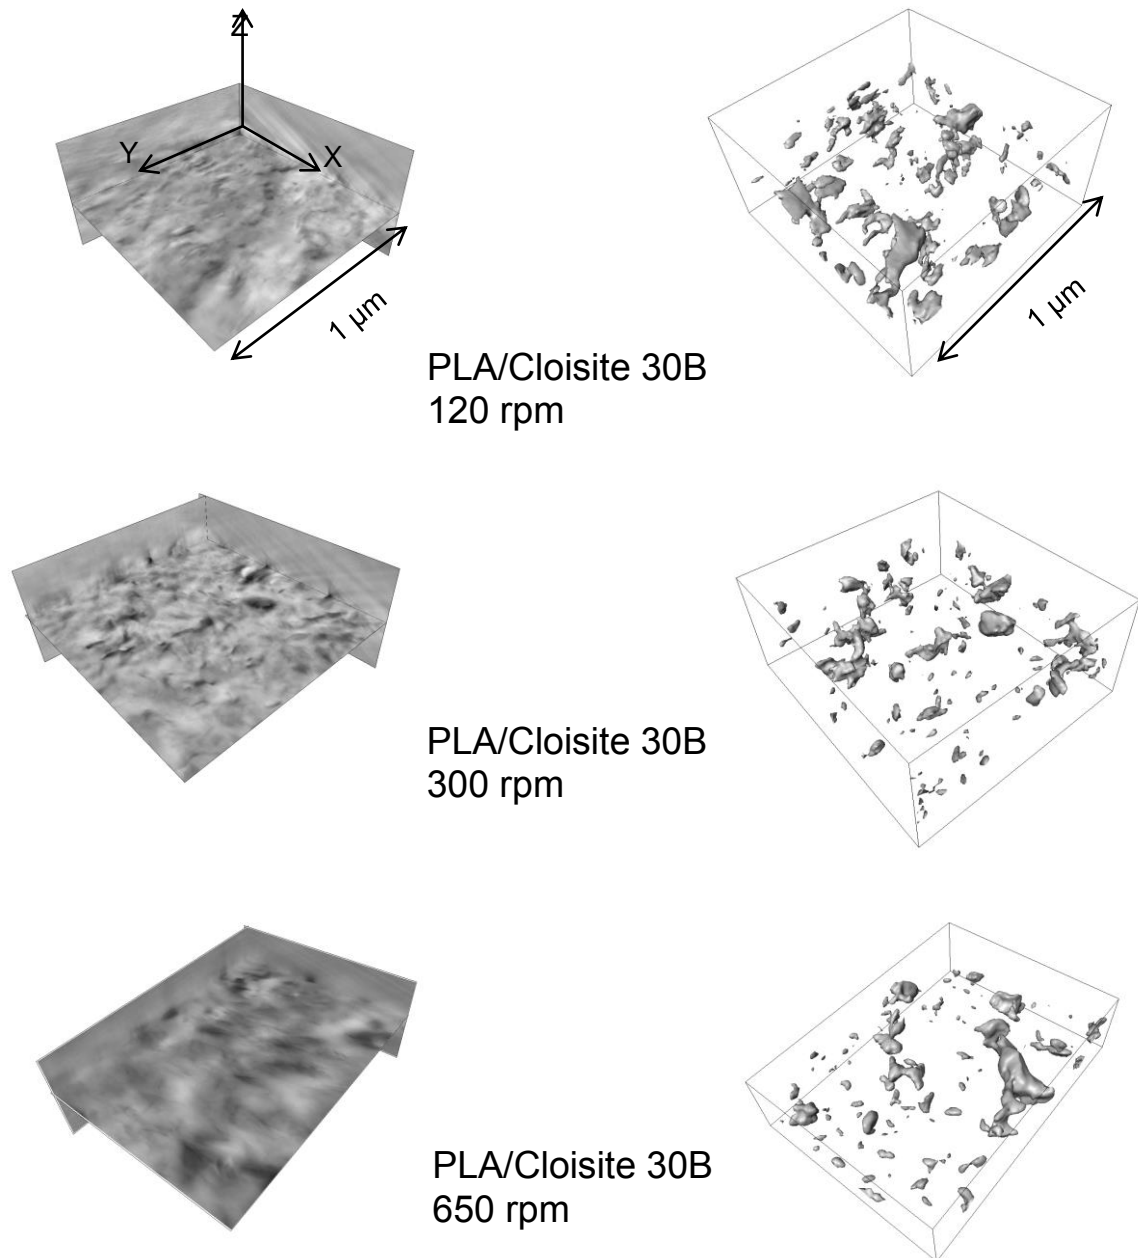 Z
Y
X
1 µm
1 µm
PLA/Cloisite 30B
120 rpm
PLA/Cloisite 30B
300 rpm
PLA/Cloisite 30B
650 rpm